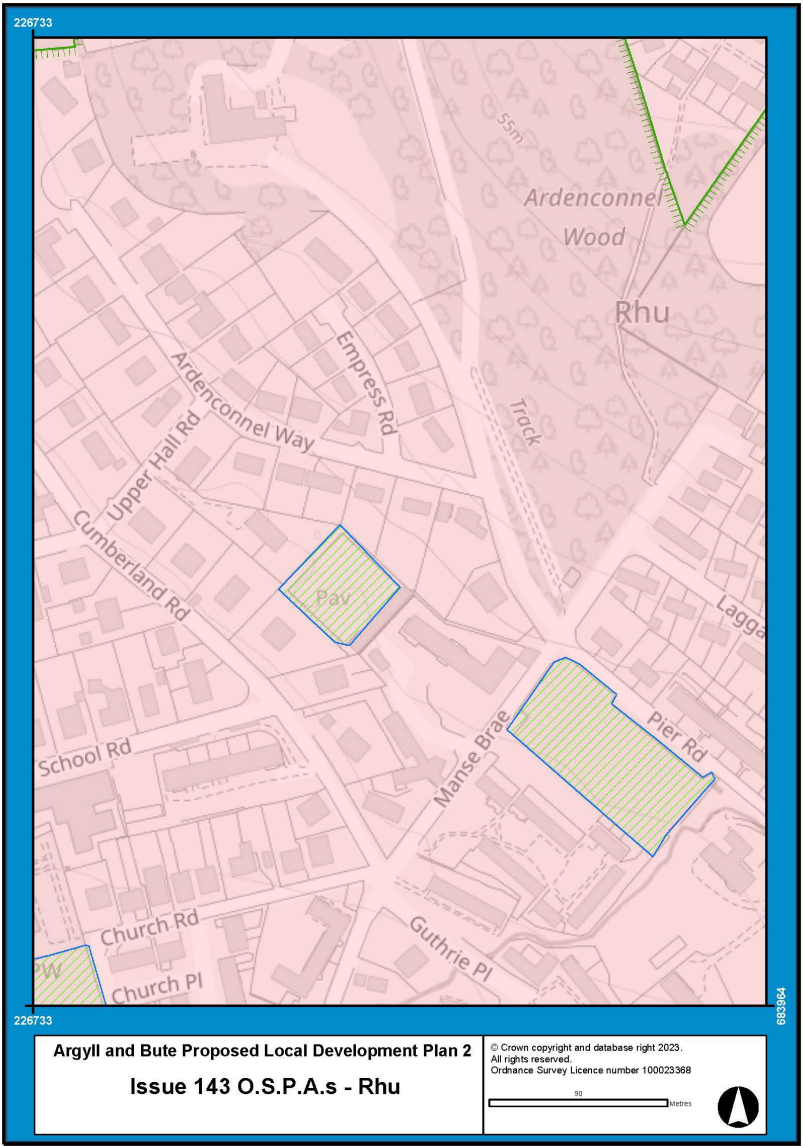 226733
55m
Ardenconnel
Wood
Rhu
Empress Rd
Ardenconnel Way
Track
Upper Hall Rd
Cumberland Rd
Pav
Lagga
Pier Rd
School Rd
Manse Brae
Church Rd
Guthrie Pl
PW
Church Pl
226733
683964
Argyll and Bute Proposed Local Development Plan 2
Issue 143 O.S.P.A.s - Rhu
© Crown copyright and database right 2023.
All rights reserved.
Ordnance Survey Licence number 100023368
90
Metres